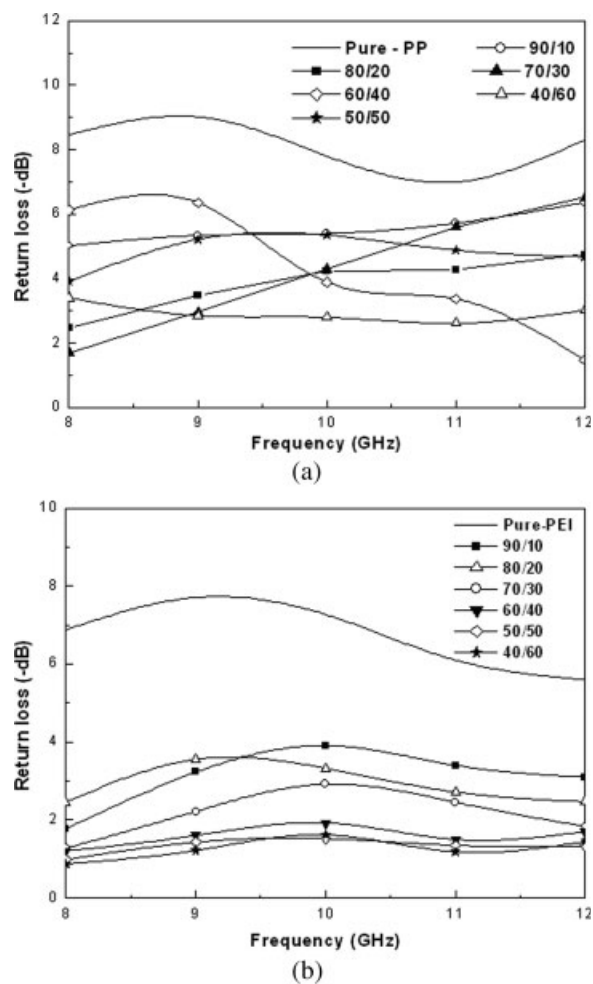 (a)
12
10
8
6
4
2
0
Return loss (-dB)
Pure - PP
90/10
80/20
70/30
60/40
40/60
50/50
8 9 10 11 12
Frequency (GHz)
(a)
10
8
6
4
2
0
Return loss (-dB)
Pure-PEI
90/10
80/20
70/30
60/40
50/50
40/60
8 9 10 11 12
Frequency (GHz)
(b)